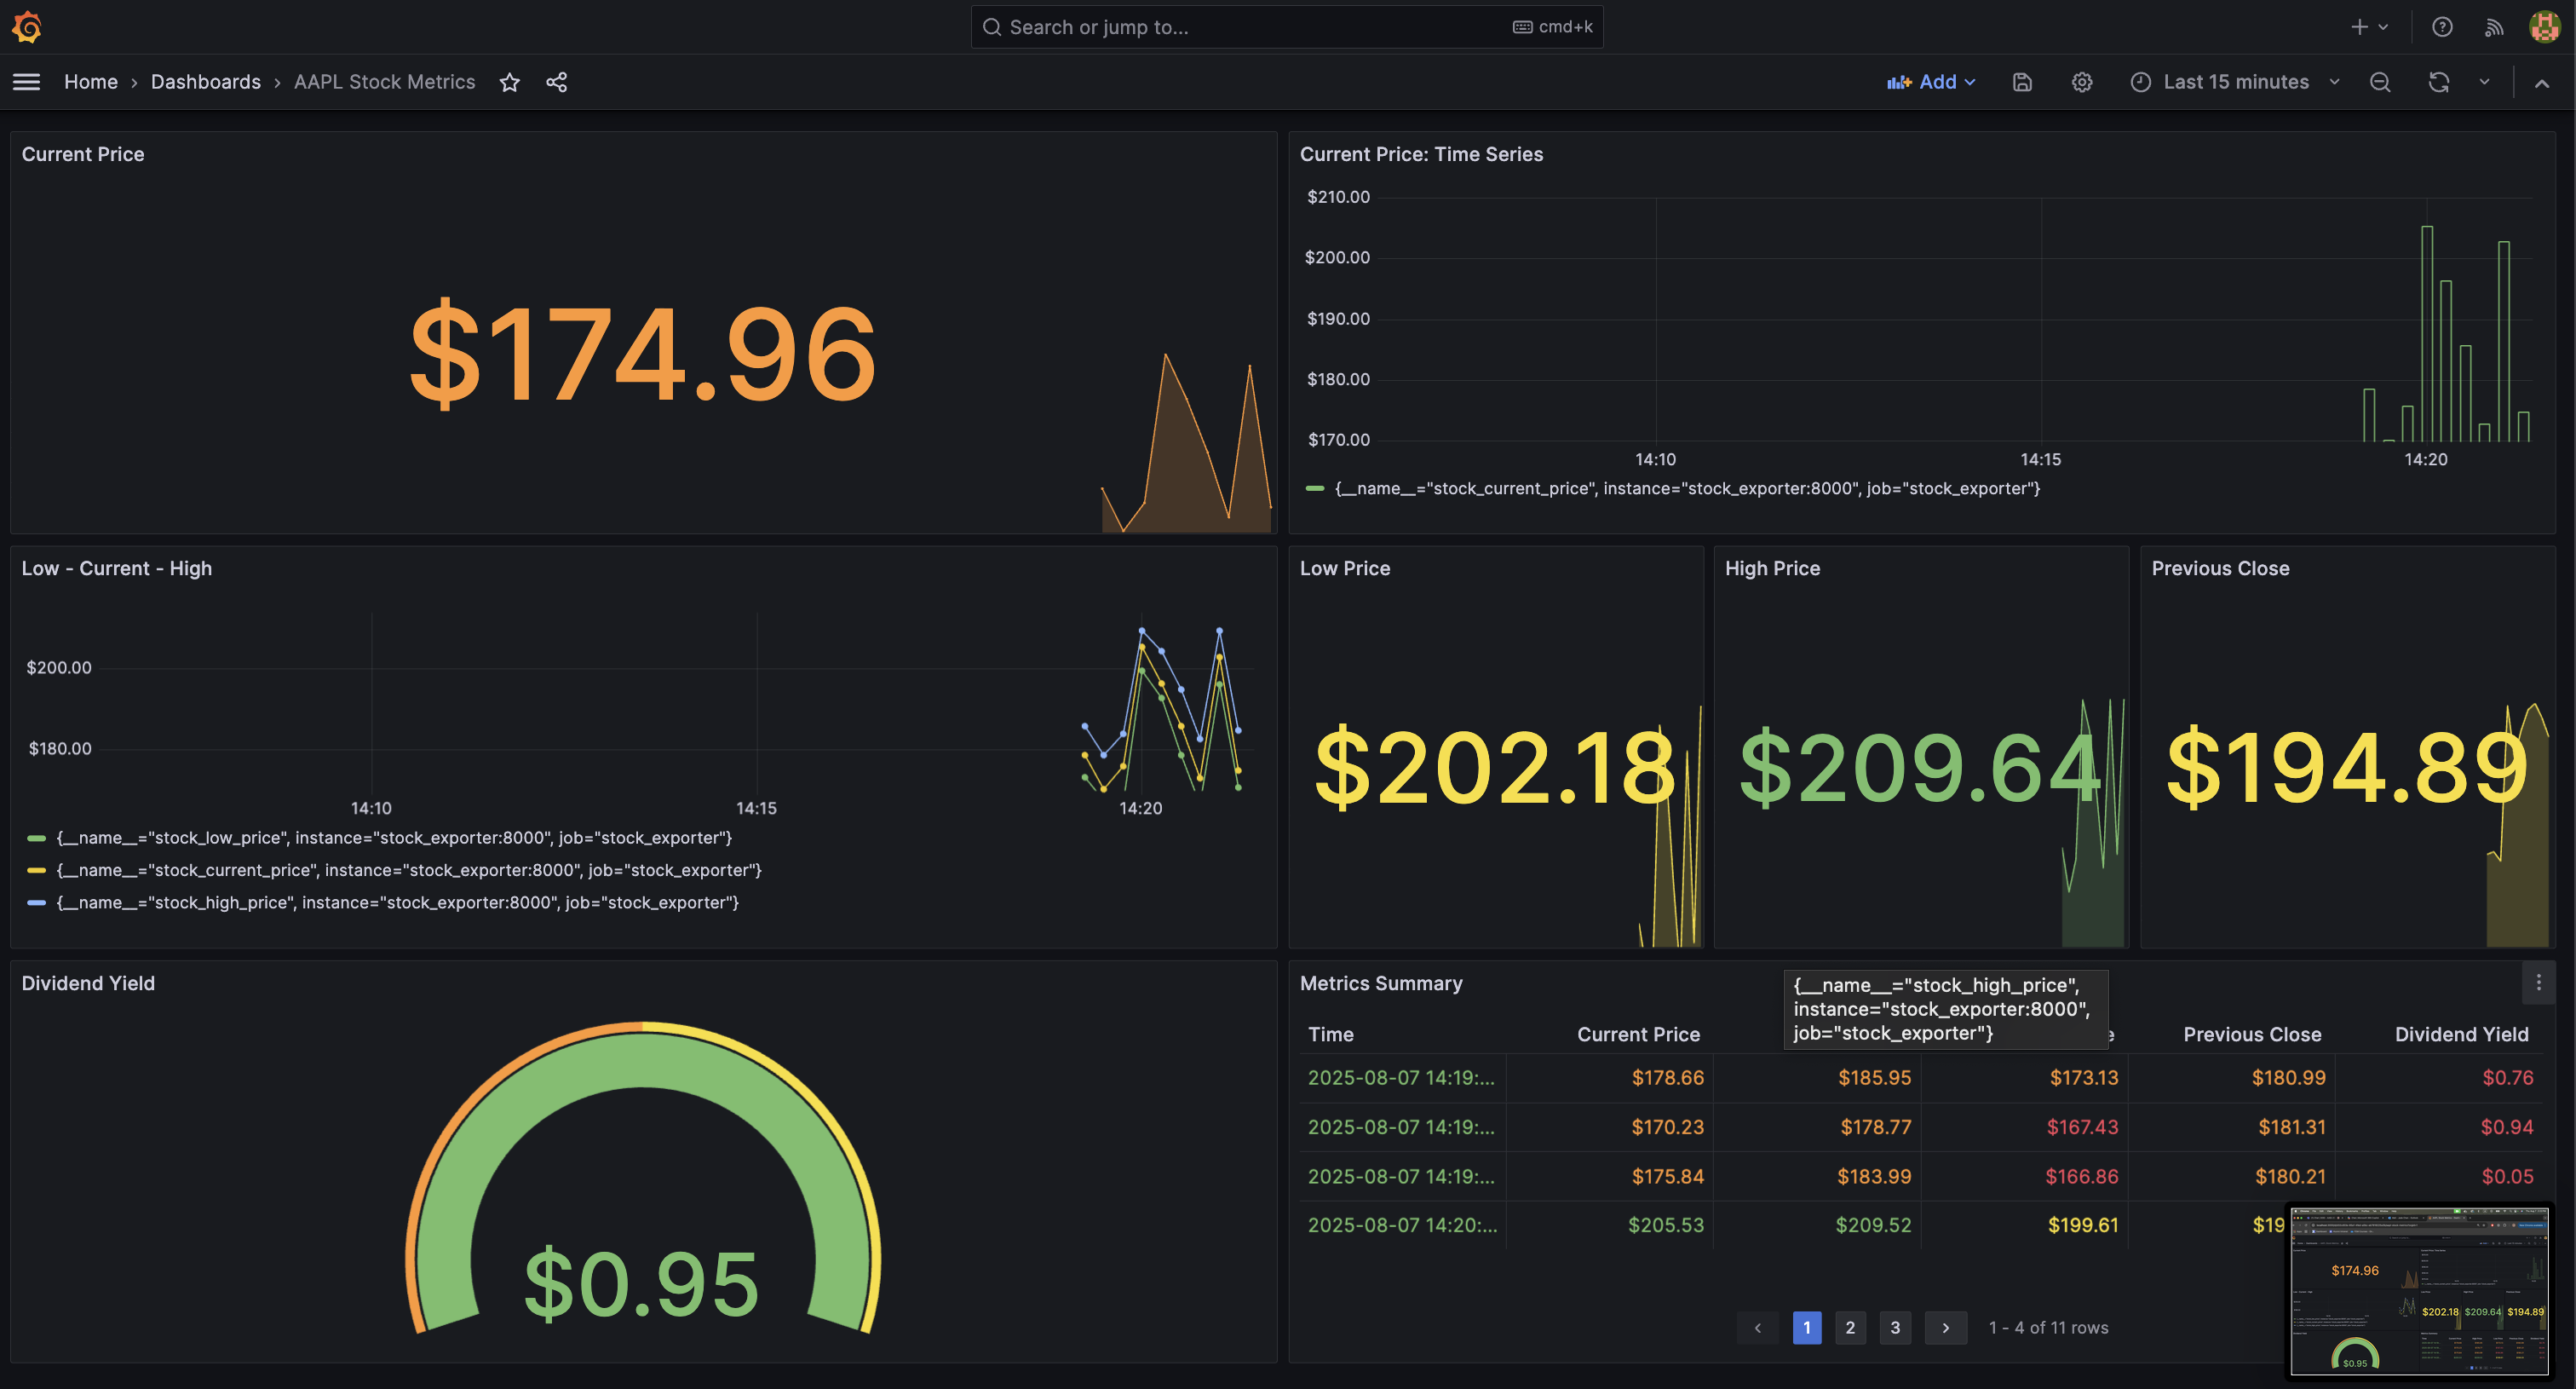 Search or jump to...
cmd+k
Home › Dashboards › AAPL Stock Metrics
Add
Last 15 minutes
Current Price
$174.96
Current Price: Time Series
$210.00
$200.00
$190.00
$180.00
$170.00
14:10 14:15 14:20
{__name__="stock_current_price", instance="stock_exporter:8000", job="stock_exporter"}
Low - Current - High
$200.00
$180.00
14:10 14:15 14:20
{__name__="stock_low_price", instance="stock_exporter:8000", job="stock_exporter"}
{__name__="stock_current_price", instance="stock_exporter:8000", job="stock_exporter"}
{__name__="stock_high_price", instance="stock_exporter:8000", job="stock_exporter"}
Low Price
$202.18
High Price
$209.64
Previous Close
$194.89
Dividend Yield
$0.95
Metrics Summary
{__name__="stock_high_price",
instance="stock_exporter:8000",
job="stock_exporter"}
Time Current Price Previous Close Dividend Yield
2025-08-07 14:19:... $178.66 $185.95 $173.13 $180.99 $0.76
2025-08-07 14:19:... $170.23 $178.77 $167.43 $181.31 $0.94
2025-08-07 14:19:... $175.84 $183.99 $166.86 $180.21 $0.05
2025-08-07 14:20:... $205.53 $209.52 $199.61 $19
1 2 3 1 - 4 of 11 rows
$174.96
$202.18 $209.64 $194.89
$0.95